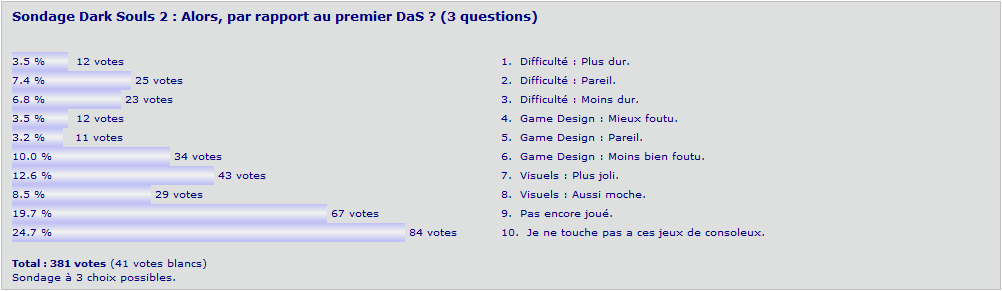 Sondage Dark Souls 2 : Alors, par rapport au premier DaS ? (3 questions)
3.5 % 12 votes 1. Difficulté : Plus dur.
7.4 % 25 votes 2. Difficulté : Pareil.
6.8 % 23 votes 3. Difficulté : Moins dur.
3.5 % 12 votes 4. Game Design : Mieux foutu.
3.2 % 11 votes 5. Game Design : Pareil.
10.0 % 34 votes 6. Game Design : Moins bien foutu.
12.6 % 43 votes 7. Visuels : Plus joli.
8.5 % 29 votes 8. Visuels : Aussi moche.
19.7 % 67 votes 9. Pas encore joué.
24.7 % 84 votes 10. Je ne touche pas a ces jeux de consoleux.
Total : 381 votes (41 votes blancs)
Sondage à 3 choix possibles.